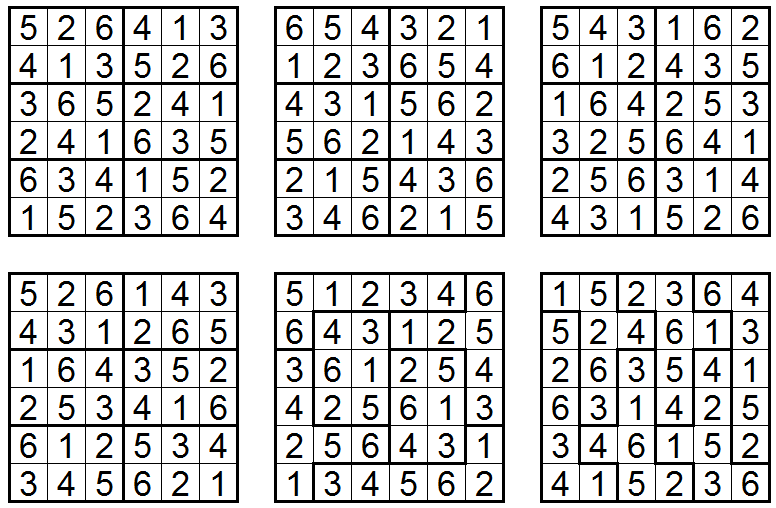 5 2 6 4 1 3
4 1 3 5 2 6
3 6 5 2 4 1
2 4 1 6 3 5
6 3 4 1 5 2
1 5 2 3 6 4
6 5 4 3 2 1
1 2 3 6 5 4
4 3 1 5 6 2
5 6 2 1 4 3
2 1 5 4 3 6
3 4 6 2 1 5
5 4 3 1 6 2
6 1 2 4 3 5
1 6 4 2 5 3
3 2 5 6 4 1
2 5 6 3 1 4
4 3 1 5 2 6
5 2 6 1 4 3
4 3 1 2 6 5
1 6 4 3 5 2
2 5 3 4 1 6
6 1 2 5 3 4
3 4 5 6 2 1
5 1 2 3 4 6
6 4 3 1 2 5
3 6 1 2 5 4
4 2 5 6 1 3
2 5 6 4 3 1
1 3 4 5 6 2
1 5 2 3 6 4
5 2 4 6 1 3
2 6 3 5 4 1
6 3 1 4 2 5
3 4 6 1 5 2
4 1 5 2 3 6